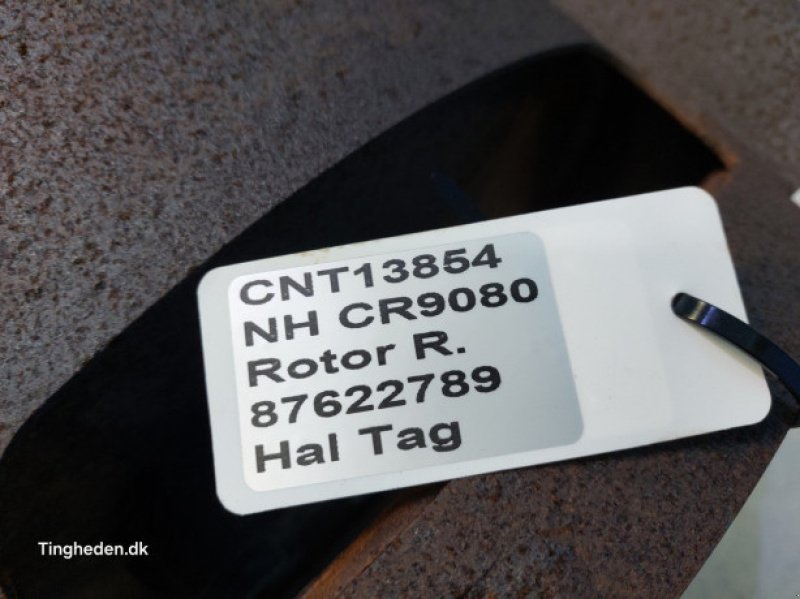 CNT13854
NH CR9080
Rotor R.
87622789
Hal Tag
Tingheden.dk